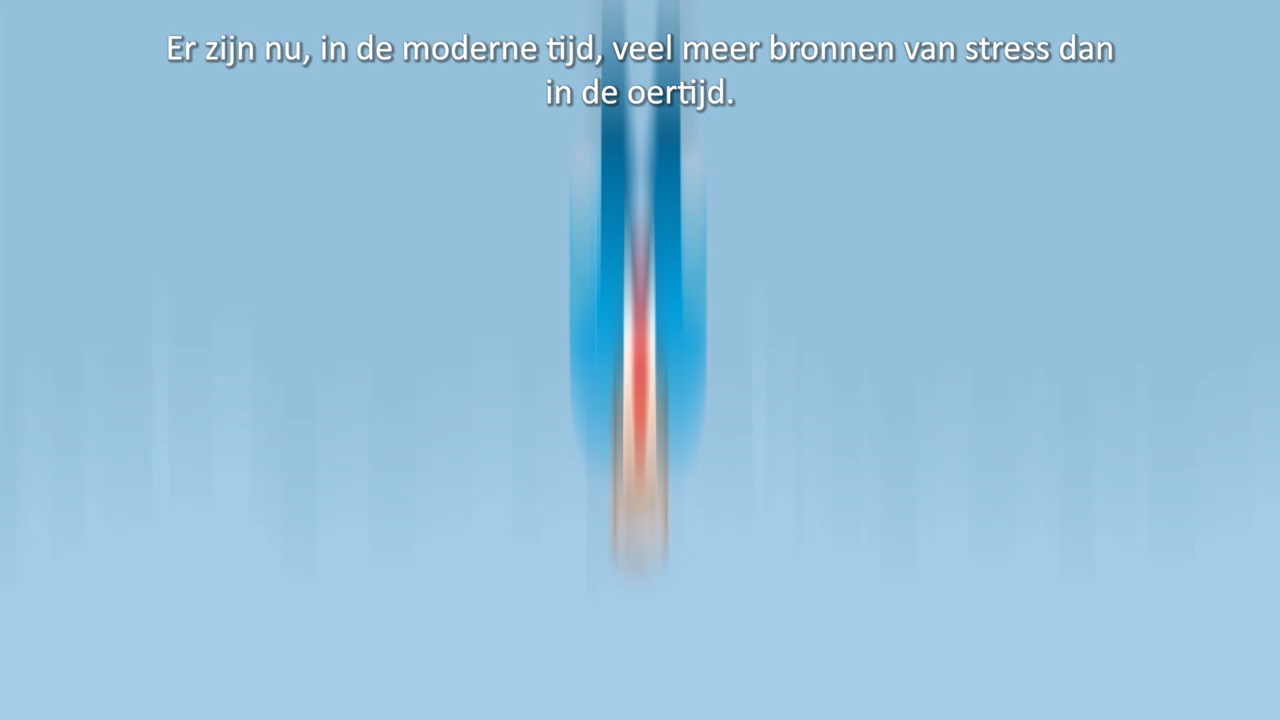 Er zijn nu, in de moderne tijd, veel meer bronnen van stress dan
in de oertijd.